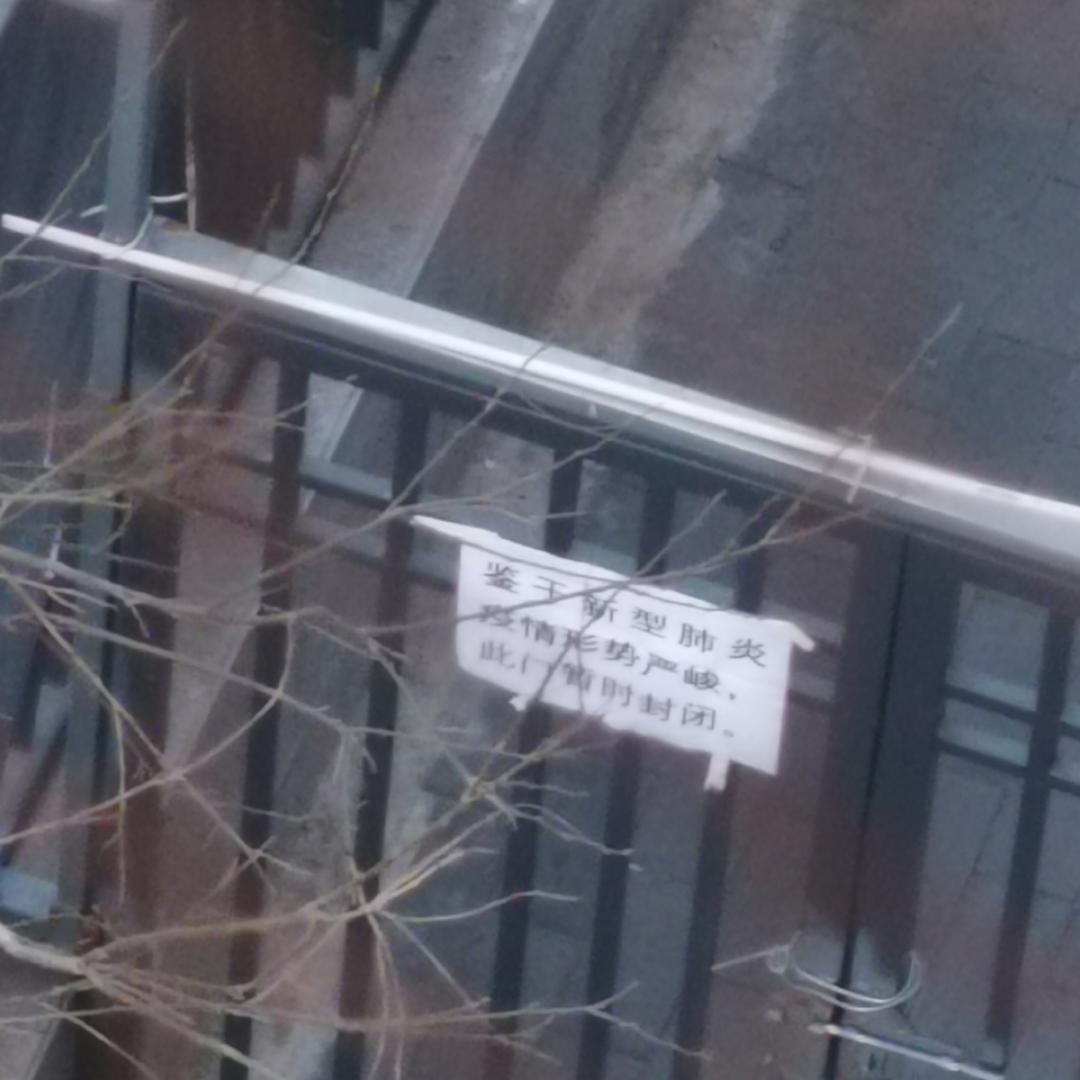 鉴于新型肺炎
疫情形势严峻，
此门暂时封闭。